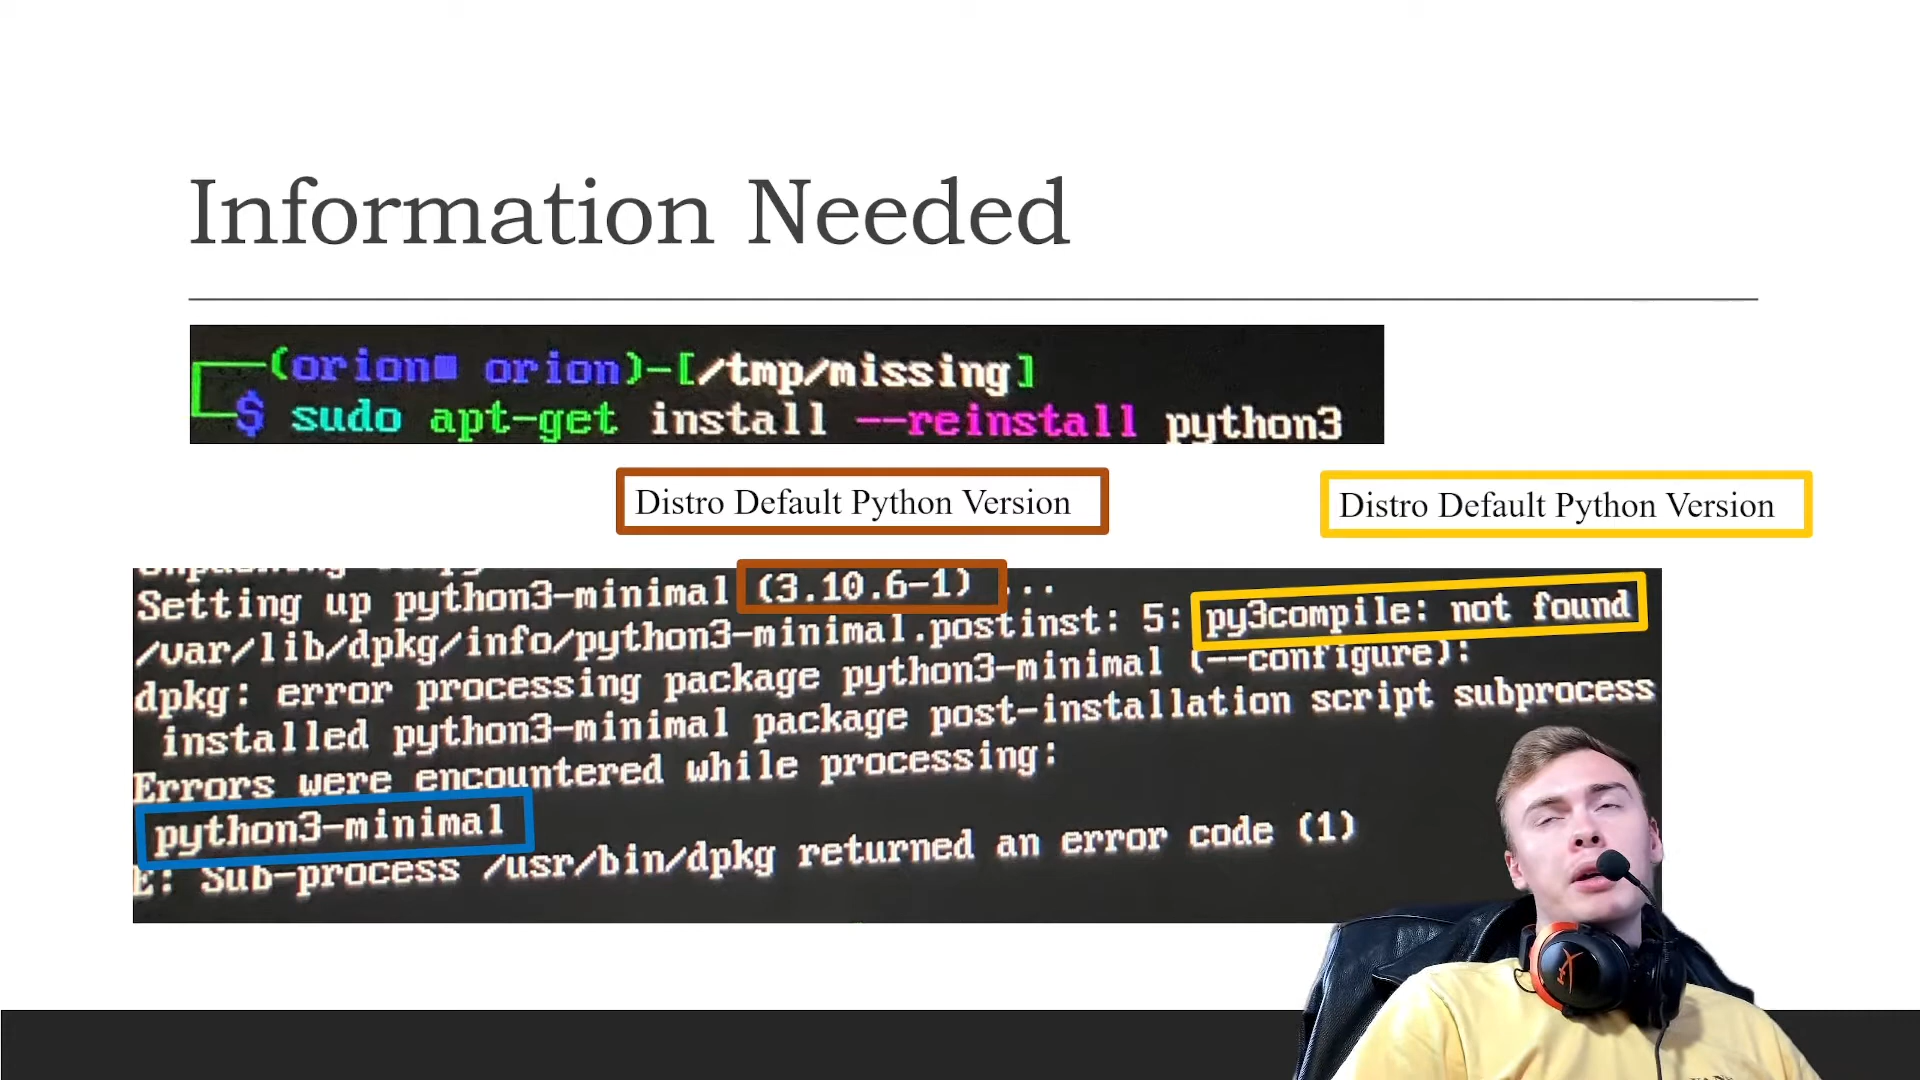 Information Needed
(orion orion)-[/tmp/missing]
$ sudo apt-get install --reinstall python3
Distro Default Python Version
Distro Default Python Version
Setting up python3-minimal (3.10.6-1) ...
/var/lib/dpkg/info/python3-minimal.postinst: 5: py3compile: not found
dpkg: error processing package python3-minimal (--configure):
installed python3-minimal package post-installation script subprocess
Errors were encountered while processing:
python3-minimal
E: Sub-process /usr/bin/dpkg returned an error code (1)